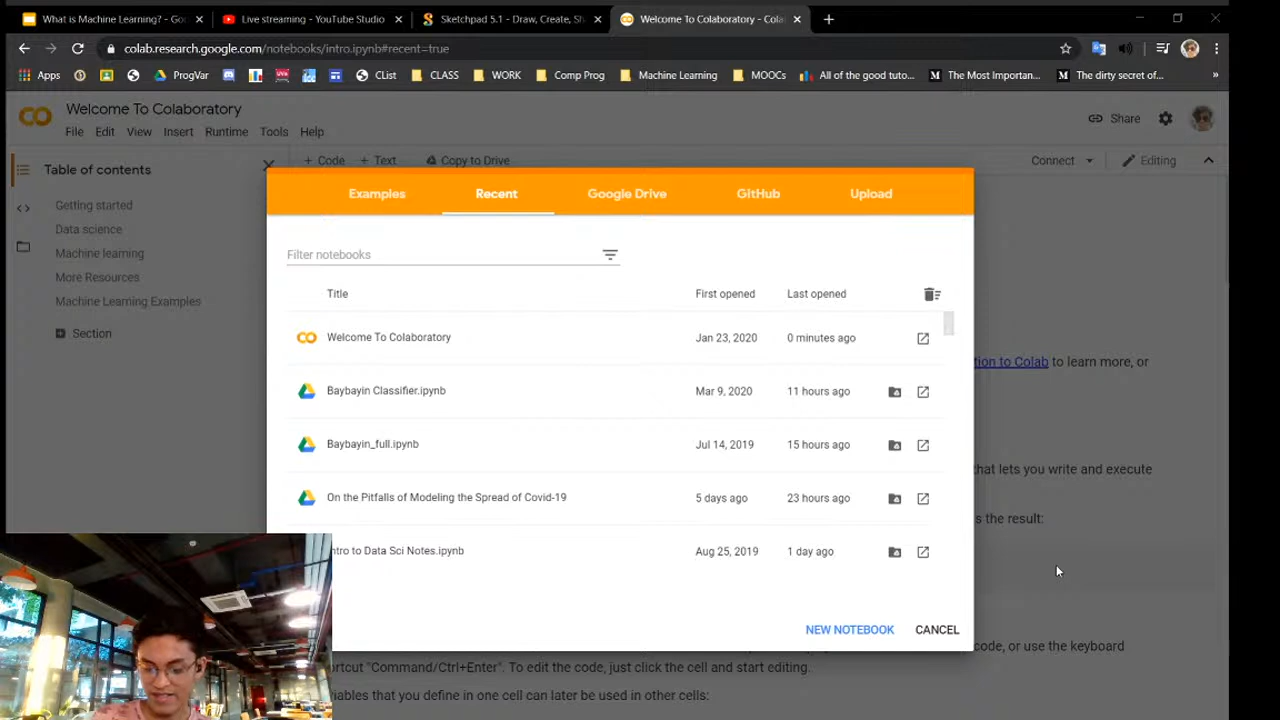 What is Machine Learning? - Go
Live streaming - YouTube Studio
Sketchpad 5.1 - Draw, Create, Sh
Welcome To Colaboratory - Cola
colab.research.google.com/notebooks/intro.ipynb#recent=true
Apps
ProgVar
CList
CLASS
WORK
Comp Prog
Machine Learning
MOOCs
All of the good tuto...
The Most Importan...
The dirty secret of...
Welcome To Colaboratory
File Edit View Insert Runtime Tools Help
Share
Table of contents
+ Code + Text Copy to Drive
Connect
Editing
Getting started
Data science
Machine learning
More Resources
Machine Learning Examples
Section
Examples Recent Google Drive GitHub Upload
Filter notebooks
Title First opened Last opened
Welcome To Colaboratory Jan 23, 2020 0 minutes ago
Baybayin Classifier.ipynb Mar 9, 2020 11 hours ago
Baybayin_full.ipynb Jul 14, 2019 15 hours ago
On the Pitfalls of Modeling the Spread of Covid-19 5 days ago 23 hours ago
ntro to Data Sci Notes.ipynb Aug 25, 2019 1 day ago
NEW NOTEBOOK CANCEL
tion to Colab to learn more, or
that lets you write and execute
s the result:
code, or use the keyboard
ortcut "Command/Ctrl+Enter". To edit the code, just click the cell and start editing.
riables that you define in one cell can later be used in other cells: